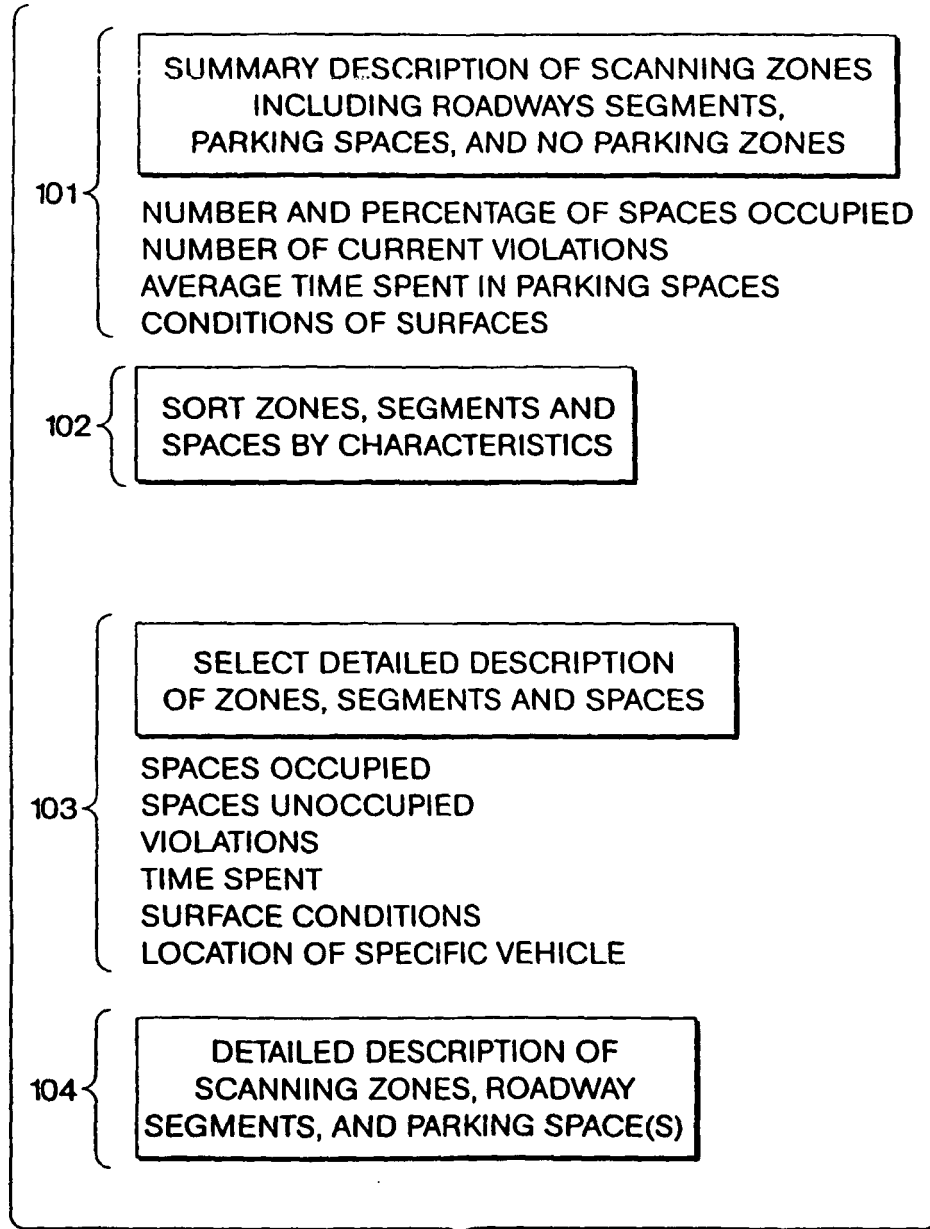 101
SUMMARY DESCRIPTION OF SCANNING ZONES
INCLUDING ROADWAYS SEGMENTS,
PARKING SPACES, AND NO PARKING ZONES
NUMBER AND PERCENTAGE OF SPACES OCCUPIED
NUMBER OF CURRENT VIOLATIONS
AVERAGE TIME SPENT IN PARKING SPACES
CONDITIONS OF SURFACES
102
SORT ZONES, SEGMENTS AND
SPACES BY CHARACTERISTICS
103
SELECT DETAILED DESCRIPTION
OF ZONES, SEGMENTS AND SPACES
SPACES OCCUPIED
SPACES UNOCCUPIED
VIOLATIONS
TIME SPENT
SURFACE CONDITIONS
LOCATION OF SPECIFIC VEHICLE
104
DETAILED DESCRIPTION OF
SCANNING ZONES, ROADWAY
SEGMENTS, AND PARKING SPACE(S)